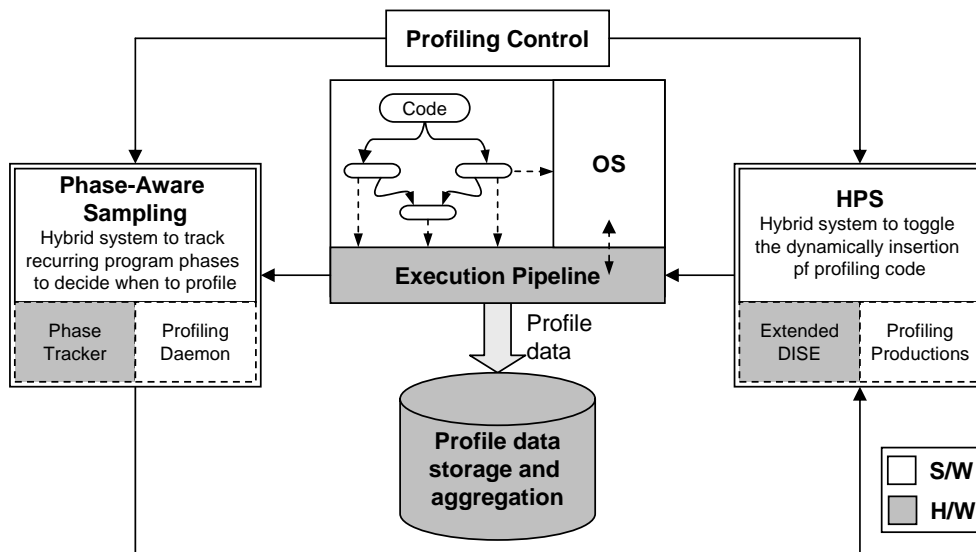 Profiling Control
Code
OS
Phase-Aware
Sampling
Hybrid system to track
recurring program phases
to decide when to profile
Phase
Tracker
Profiling
Daemon
Execution Pipeline
Profile
data
Profile data
storage and
aggregation
HPS
Hybrid system to toggle
the dynamically insertion
pf profiling code
Extended
DISE
Profiling
Productions
S/W
H/W